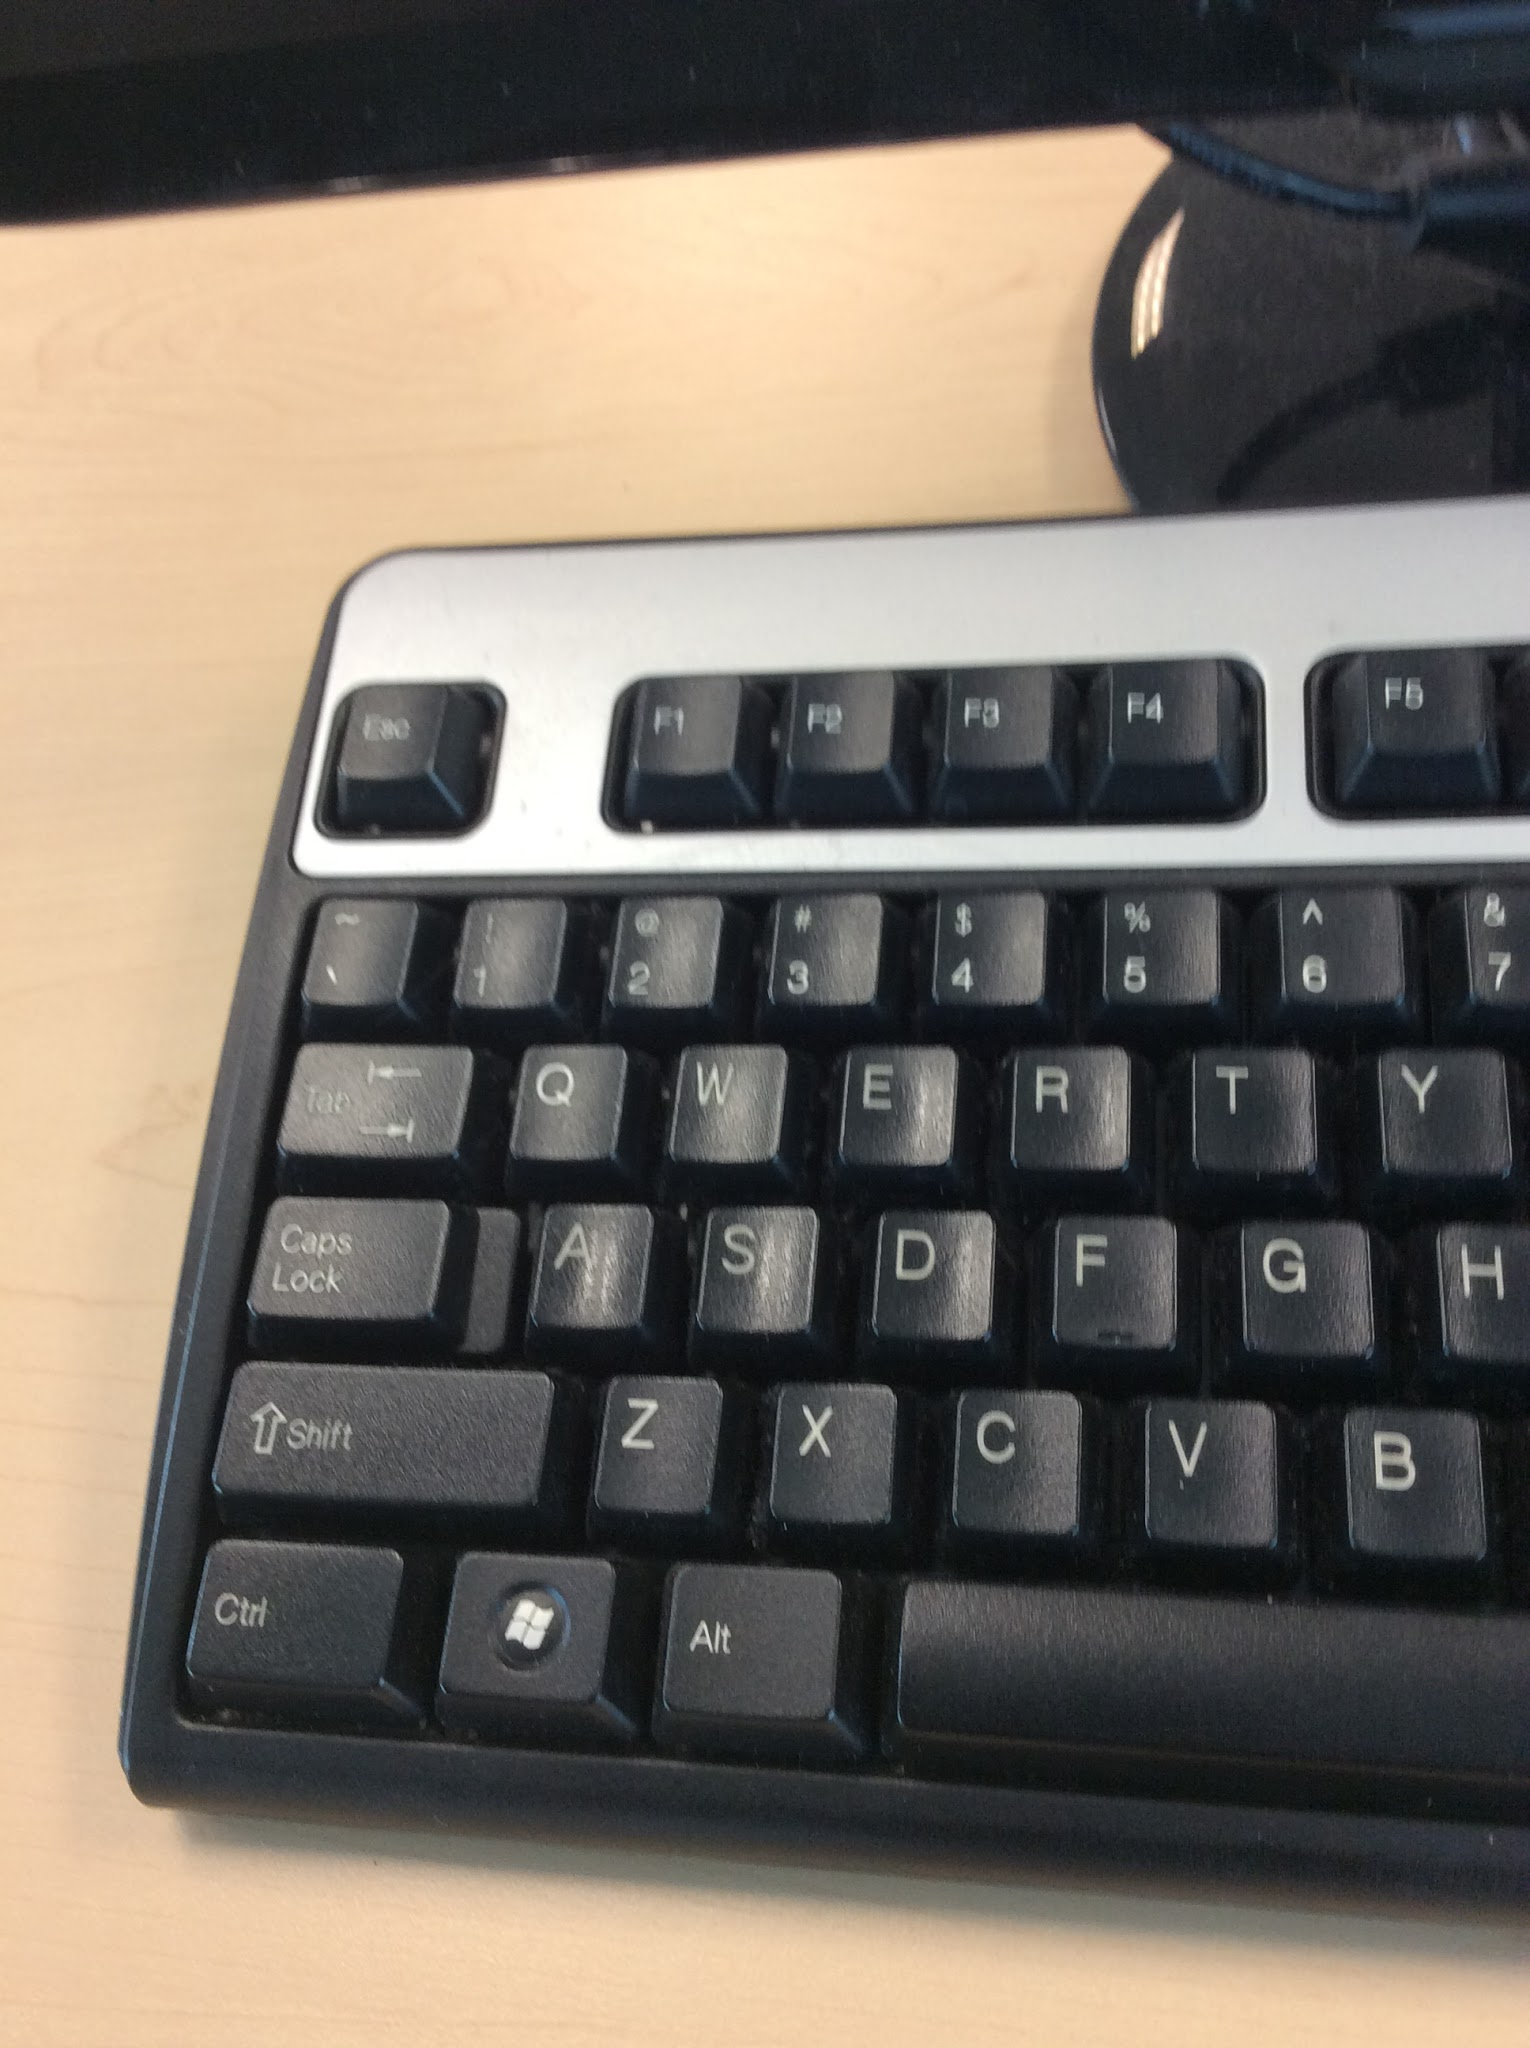 Esc F1 F2 F3 F4 F5
~ ! @ # $ % ^ &
` 1 2 3 4 5 6 7
Tab Q W E R T Y
Caps
Lock A S D F G H
Shift Z X C V B
Ctrl Alt